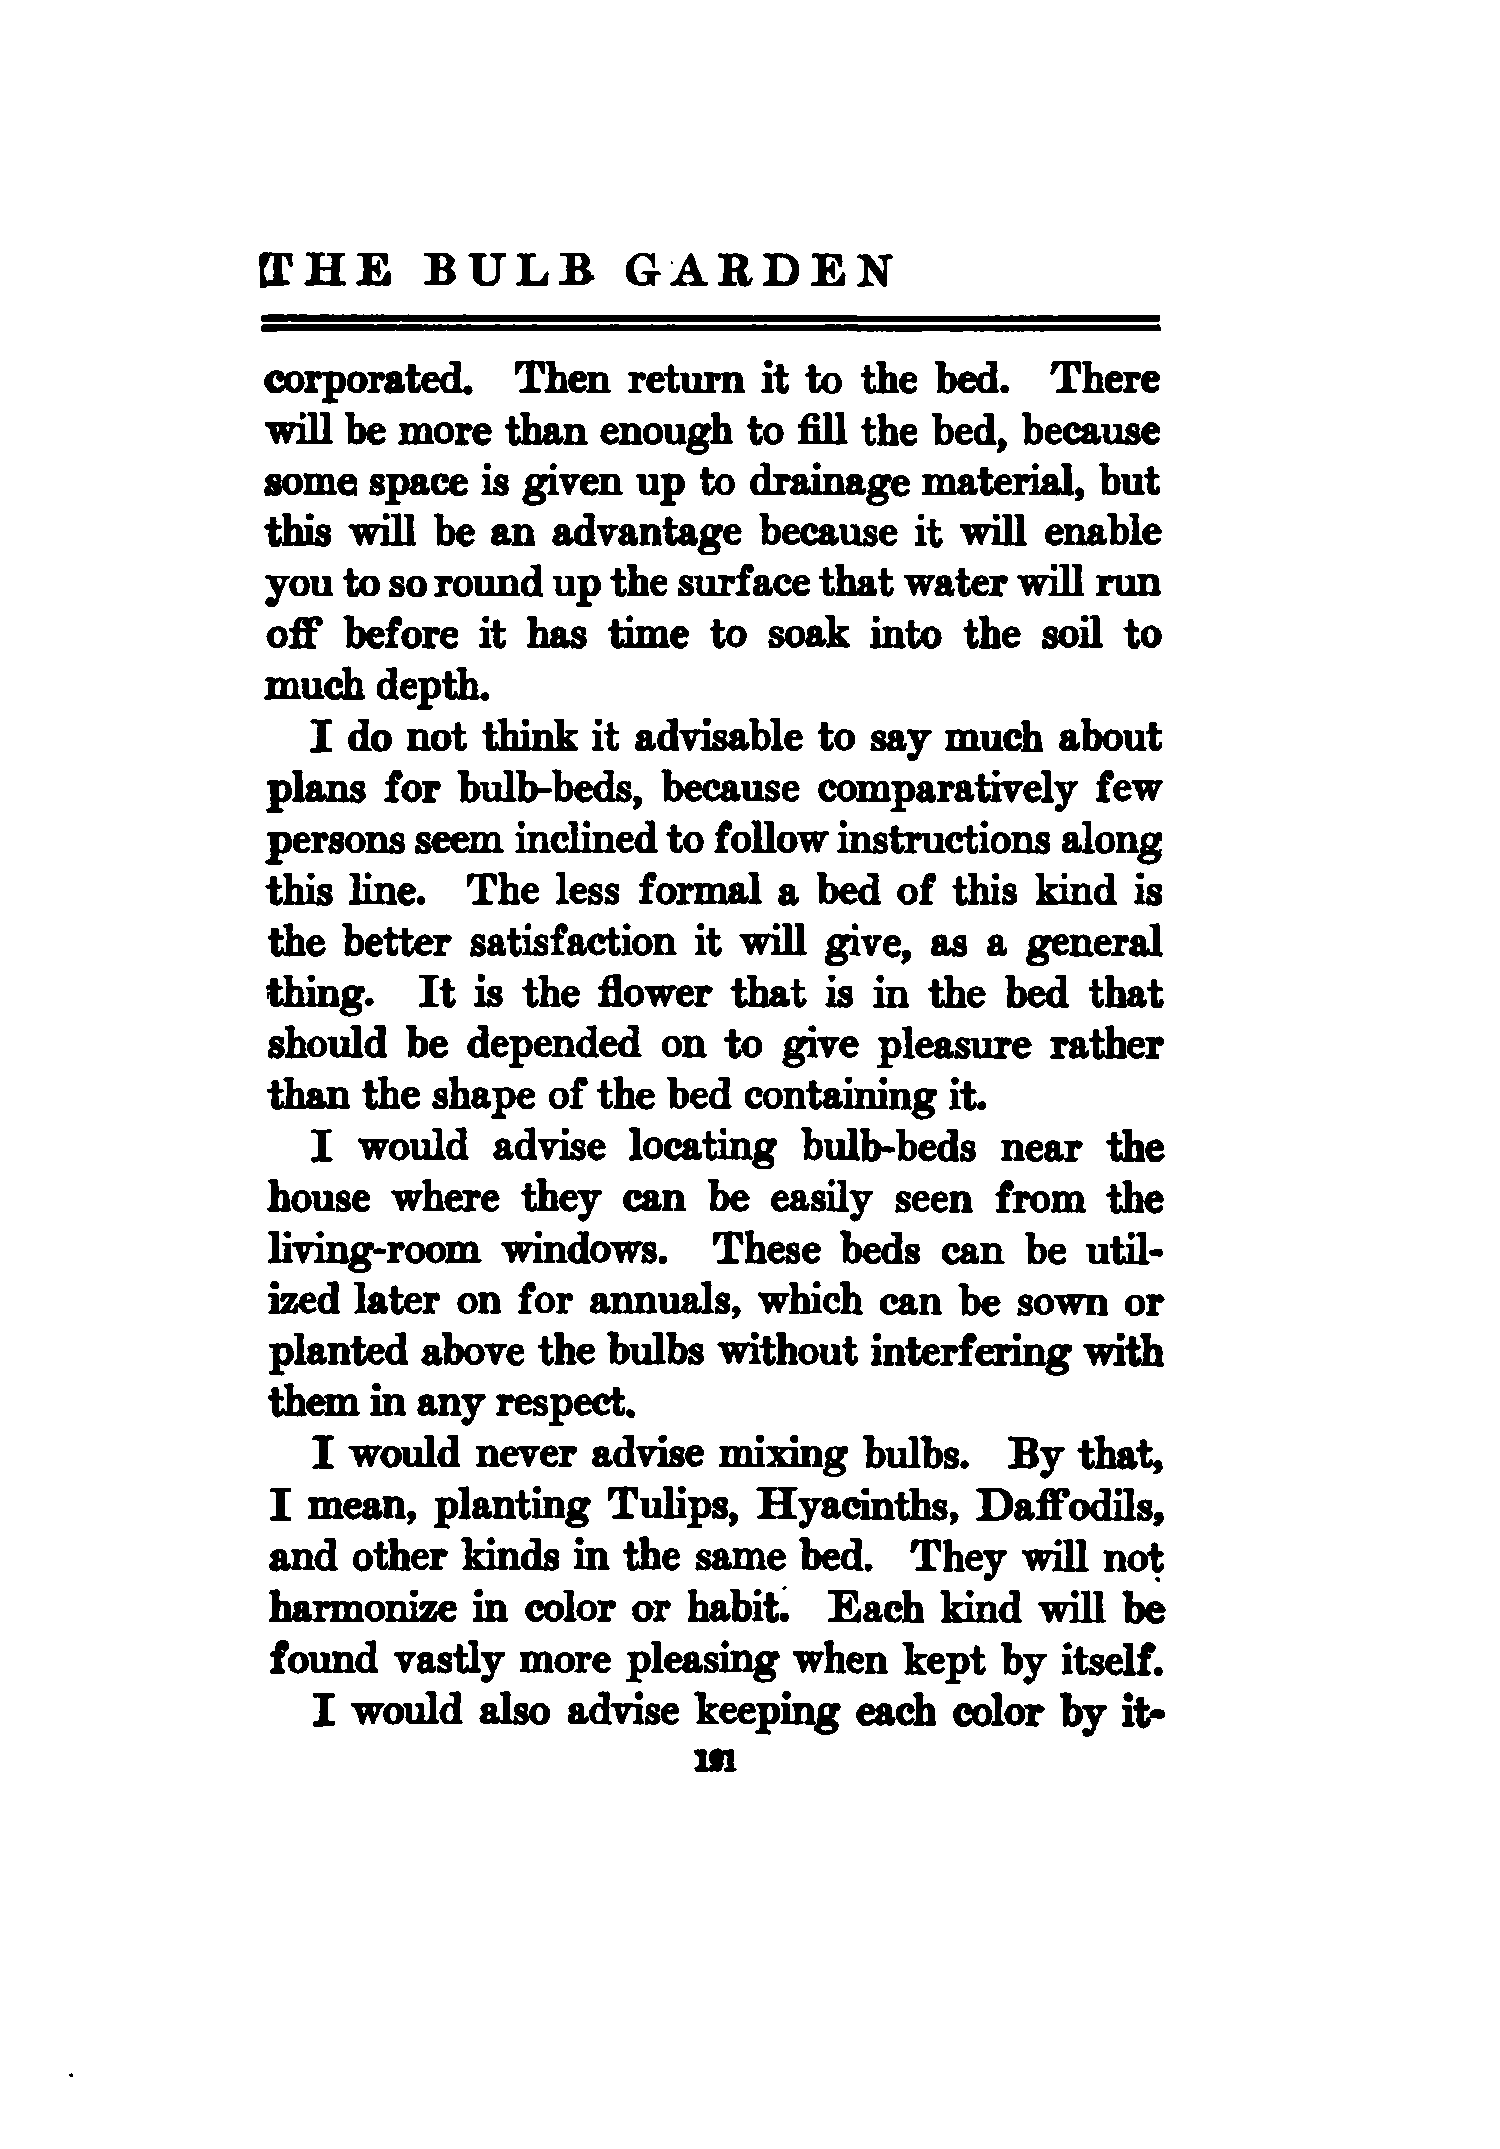 THE BULB GARDEN
corporated. Then return it to the bed. There
will be more than enough to fill the bed, because
some space is given up to drainage material, but
this will be an advantage because it will enable
you to so round up the surface that water will run
off before it has time to soak into the soil to
much depth.
I do not think it advisable to say much about
plans for bulb-beds, because comparatively few
persons seem inclined to follow instructions along
this line. The less formal a bed of this kind is
the better satisfaction it will give, as a general
thing. It is the flower that is in the bed that
should be depended on to give pleasure rather
than the shape of the bed containing it.
I would advise locating bulb-beds near the
house where they can be easily seen from the
living-room windows. These beds can be util-
ized later on for annuals, which can be sown or
planted above the bulbs without interfering with
them in any respect.
I would never advise mixing bulbs. By that,
I mean, planting Tulips, Hyacinths, Daffodils,
and other kinds in the same bed. They will not
harmonize in color or habit. Each kind will be
found vastly more pleasing when kept by itself.
I would also advise keeping each color by it-